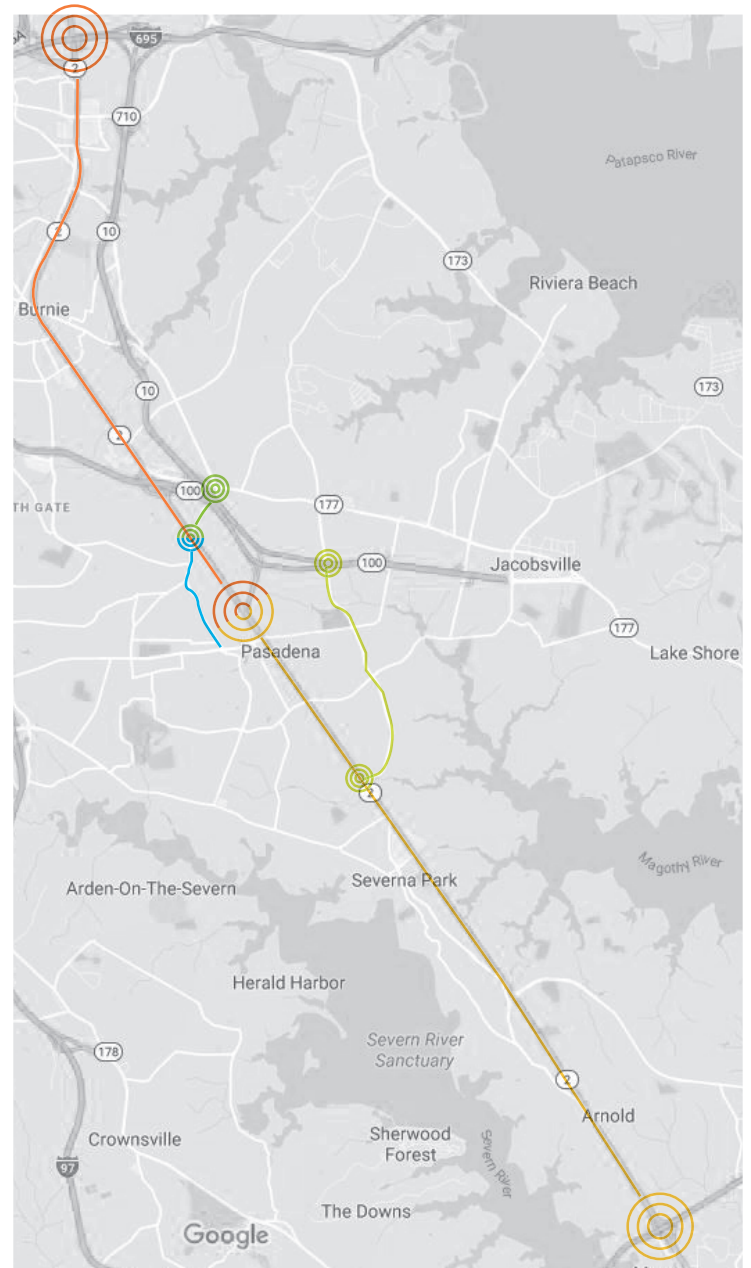 695
2
710
Patapsco River
2
10
173
Riviera Beach
Burnie
10
173
2
100
177
TH GATE
100
Jacobsville
177
Pasadena
Lake Shore
2
Magothy River
Severna Park
Arden-On-The-Severn
Herald Harbor
Severn River
Sanctuary
178
2
Arnold
Crownsville
Sherwood
Forest
Severn River
97
The Downs
Google